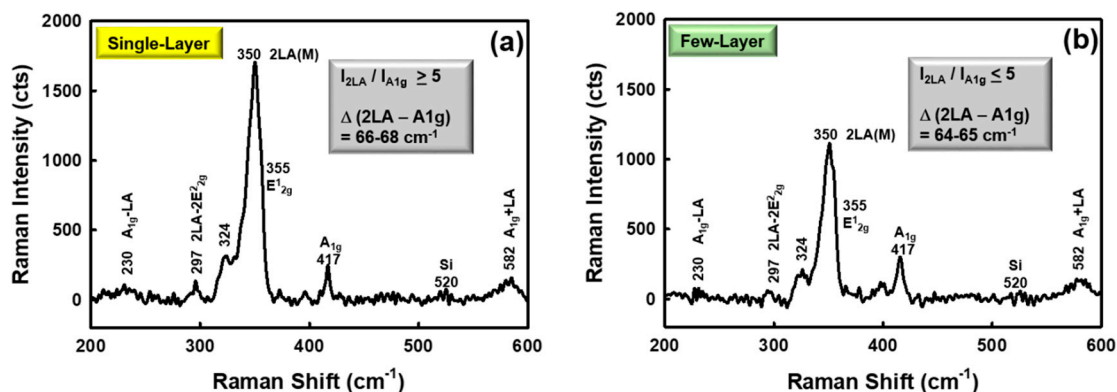 2000
Single-Layer
(a)
350 2LA(M)
I2LA / IA1g ≥ 5
Δ (2LA – A1g)
= 66-68 cm-1
1500
1000
500
0
Raman Intensity (cts)
355
E12g
230 A1g-LA
297 2LA-2E22g
324
A1g
417
Si
520
582 A1g+LA
200 300 400 500 600
Raman Shift (cm-1)
2000
Few-Layer
(b)
I2LA / IA1g ≤ 5
Δ (2LA – A1g)
= 64-65 cm-1
1500
350 2LA(M)
1000
500
0
Raman Intensity (cts)
355
E12g
230 A1g-LA
297 2LA-2E22g
324
A1g
417
Si
520
582 A1g+LA
200 300 400 500 600
Raman Shift (cm-1)